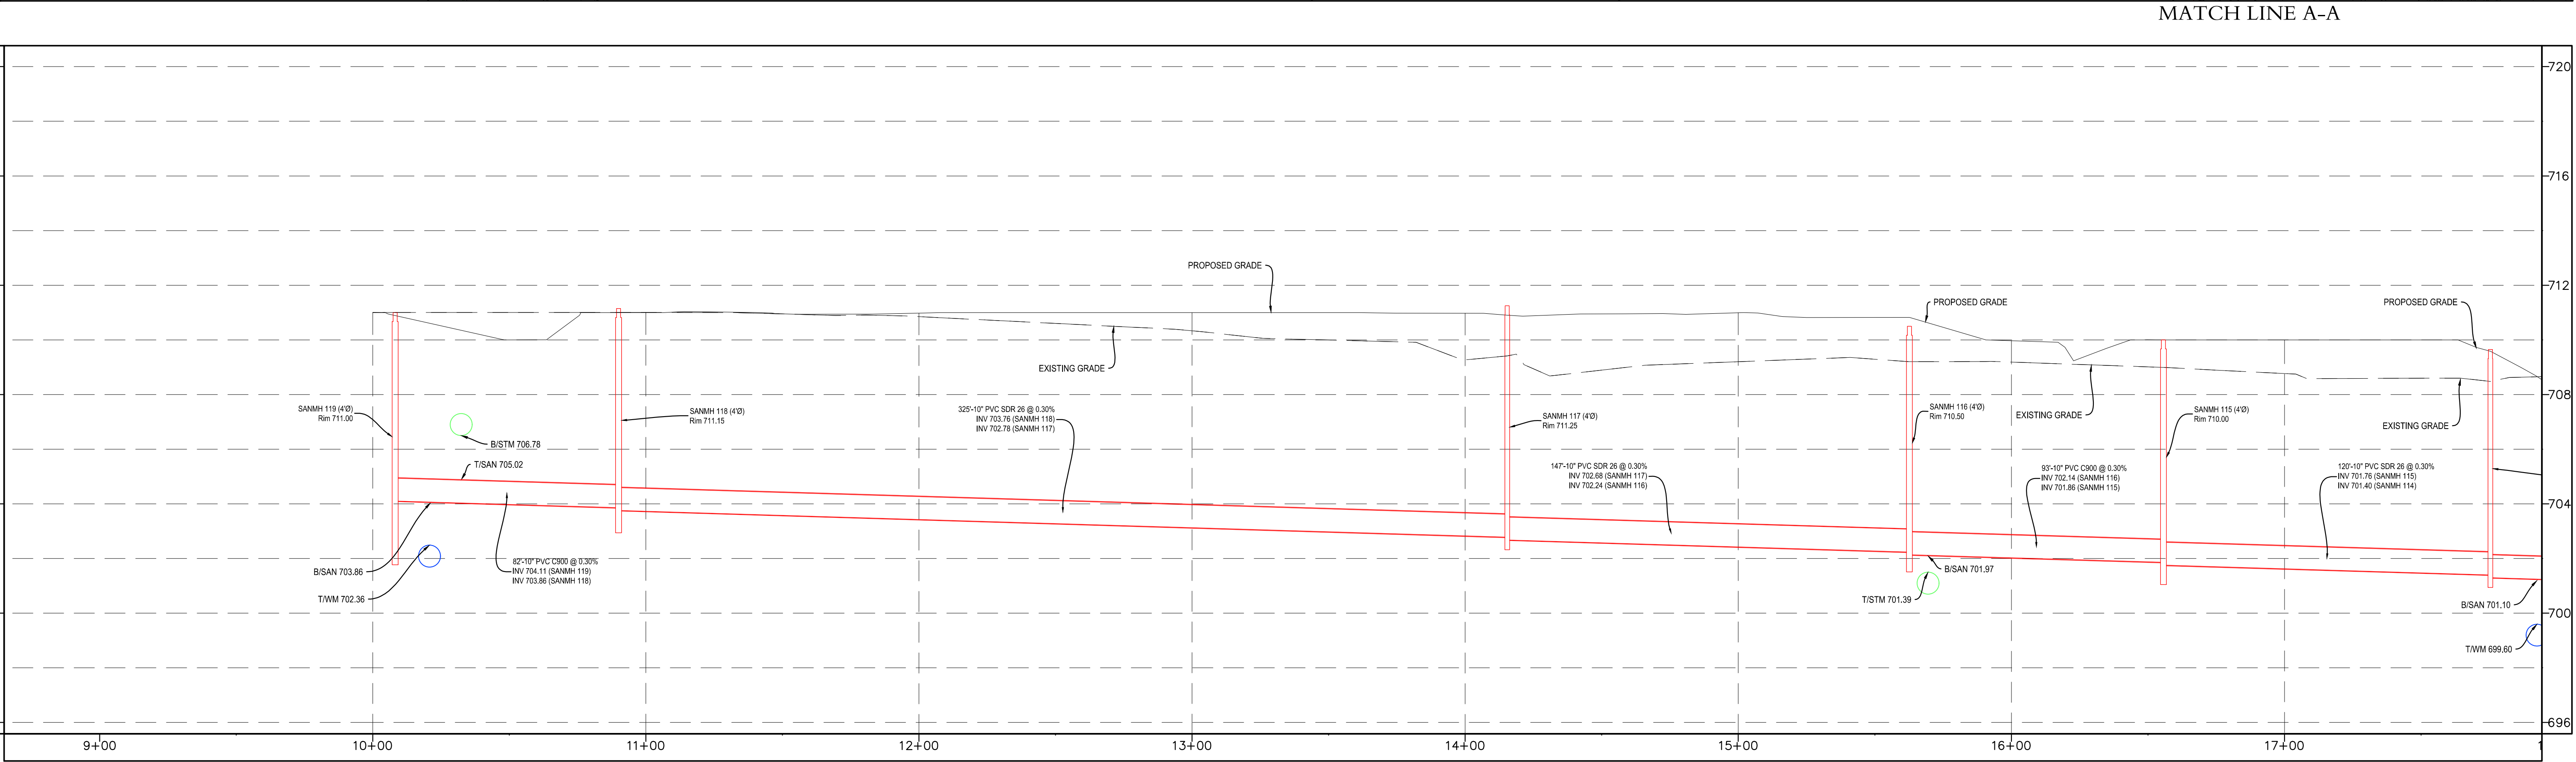 MATCH LINE A-A
720
716
712
708
704
700
696
PROPOSED GRADE
PROPOSED GRADE
PROPOSED GRADE
EXISTING GRADE
EXISTING GRADE
EXISTING GRADE
SANMH 119 (4'Ø)
Rim 711.00
B/STM 706.78
T/SAN 705.02
SANMH 118 (4'Ø)
Rim 711.15
325'-10" PVC SDR 26 @ 0.30%
INV 703.76 (SANMH 118)
INV 702.78 (SANMH 117)
SANMH 117 (4'Ø)
Rim 711.25
147'-10" PVC SDR 26 @ 0.30%
INV 702.68 (SANMH 117)
INV 702.24 (SANMH 116)
SANMH 116 (4'Ø)
Rim 710.50
93'-10" PVC C900 @ 0.30%
INV 702.14 (SANMH 116)
INV 701.86 (SANMH 115)
SANMH 115 (4'Ø)
Rim 710.00
120'-10" PVC SDR 26 @ 0.30%
INV 701.76 (SANMH 115)
INV 701.40 (SANMH 114)
B/SAN 703.86
82'-10" PVC C900 @ 0.30%
INV 704.11 (SANMH 119)
INV 703.86 (SANMH 118)
T/WM 702.36
B/SAN 701.97
T/STM 701.39
B/SAN 701.10
T/WM 699.60
9+00
10+00
11+00
12+00
13+00
14+00
15+00
16+00
17+00
1